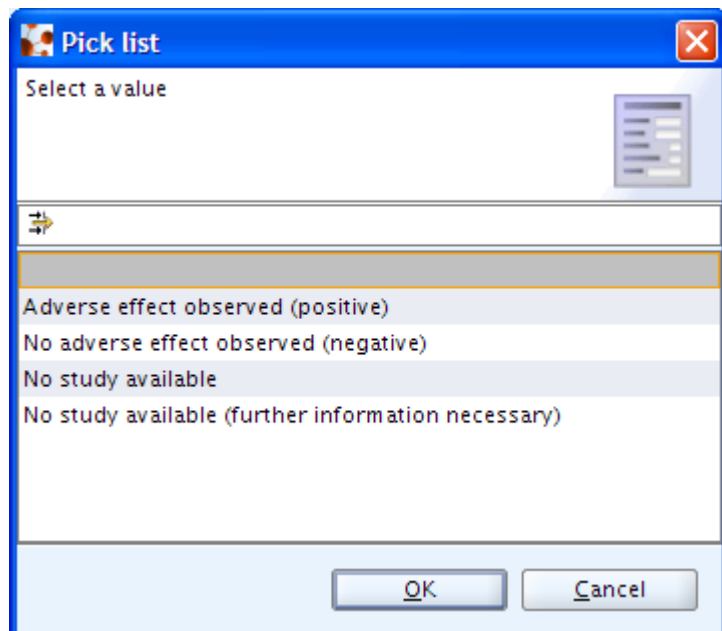 Pick list
Select a value
Adverse effect observed (positive)
No adverse effect observed (negative)
No study available
No study available (further information necessary)
OK
Cancel